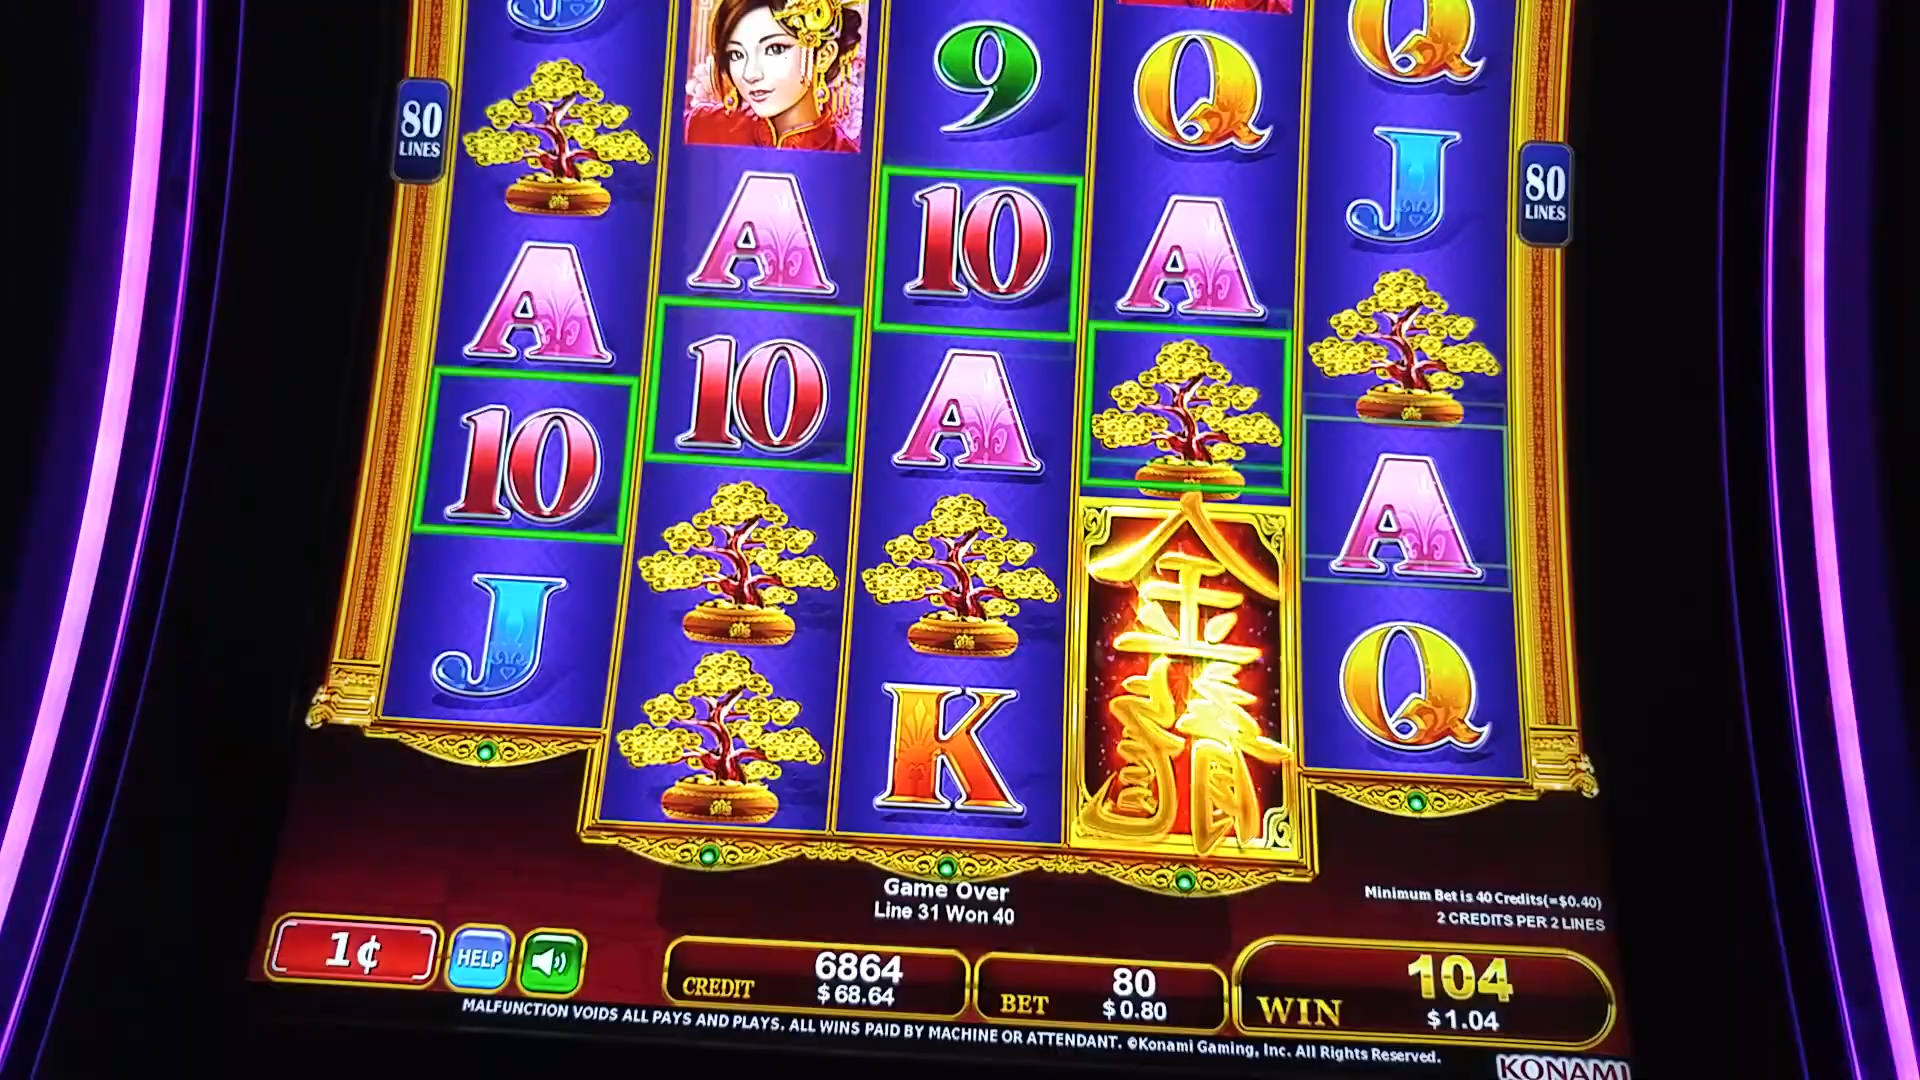 J 9 Q Q
80 LINES
A 10 A J
80 LINES
A 10 A
10 A
J K Q
金龍
Game Over
Line 31 Won 40
Minimum Bet is 40 Credits(=$0.40)
2 CREDITS PER 2 LINES
1¢ HELP
CREDIT 6864
$68.64
BET 80
$0.80
WIN 104
$1.04
MALFUNCTION VOIDS ALL PAYS AND PLAYS. ALL WINS PAID BY MACHINE OR ATTENDANT. ©Konami Gaming, Inc. All Rights Reserved.
KONAMI